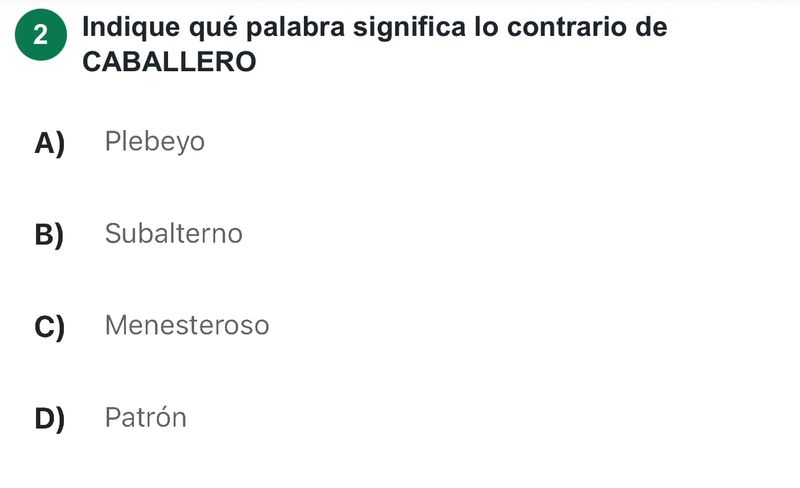 2 Indique qué palabra significa lo contrario de
CABALLERO
A) Plebeyo
B) Subalterno
C) Menesteroso
D) Patrón